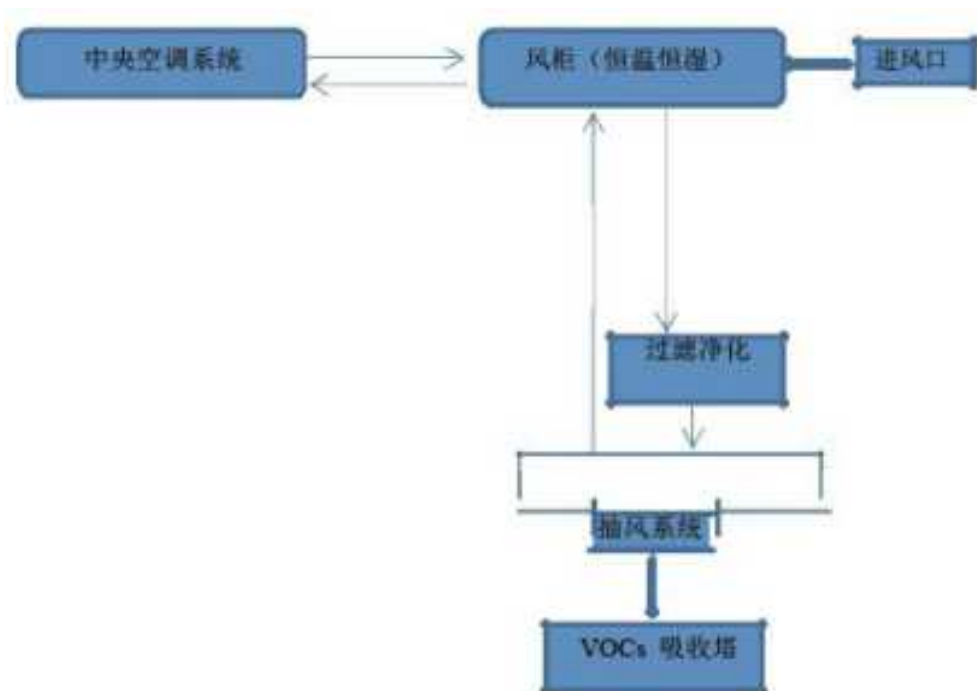 中央空调系统
风柜（恒温恒湿）
进风口
过滤净化
抽风系统
VOCs 吸收塔